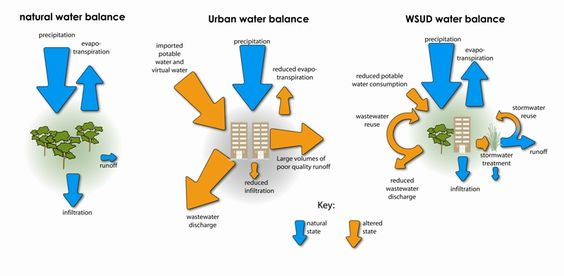 natural water balance
precipitation
evapo-
transpiration
runoff
infiltration
Urban water balance
imported
potable
water and
virtual water
precipitation
reduced evapo-
transpiration
Large volumes of
poor quality runoff
reduced
infiltration
wastewater
discharge
WSUD water balance
precipitation
evapo-
transpiration
reduced potable
water consumption
wastewater
reuse
stormwater
reuse
runoff
stormwater
treatment
reduced
wastewater
discharge
infiltration
Key:
natural
state
altered
state